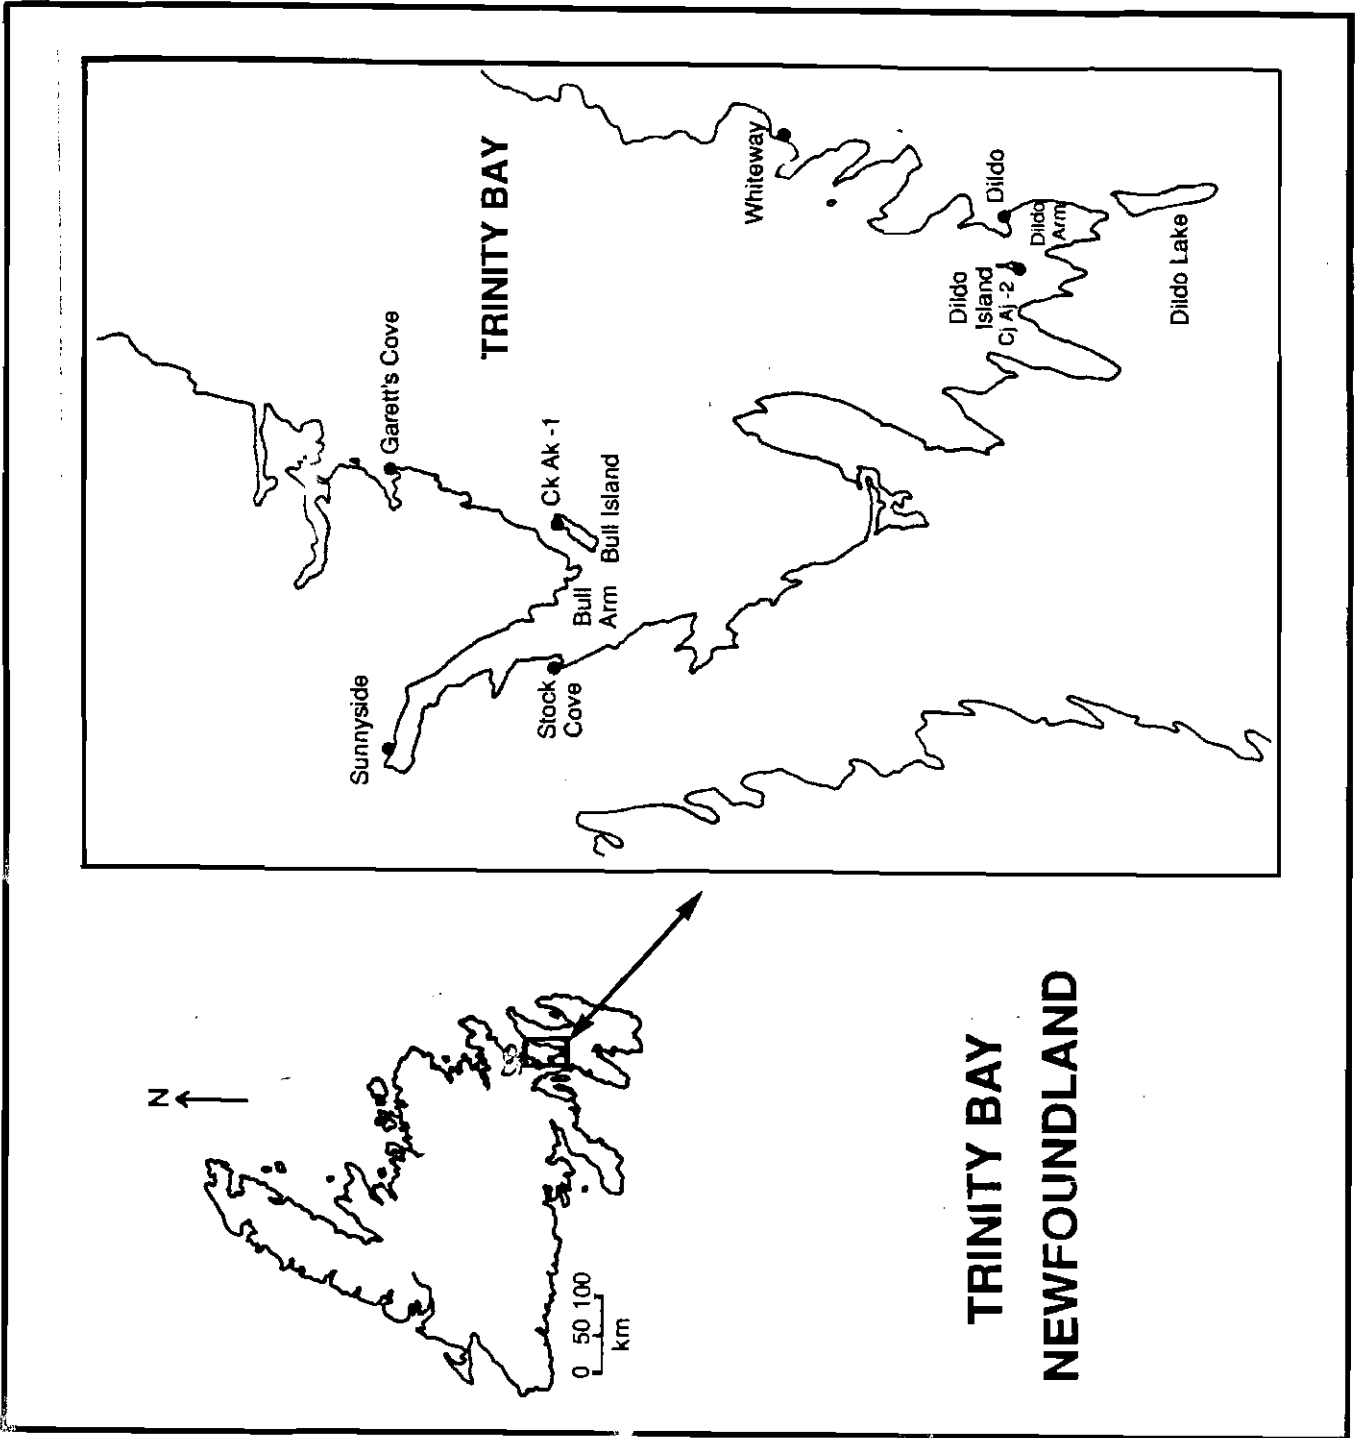 N
0 50 100
km
TRINITY BAY
NEWFOUNDLAND
Sunnyside
Garett's Cove
TRINITY BAY
Stock
Cove
Ck Ak -1
Bull
Arm
Bull Island
Whiteway
Dildo
Island
Cj Aj -2
Dildo
Dildo
Arm
Dildo Lake